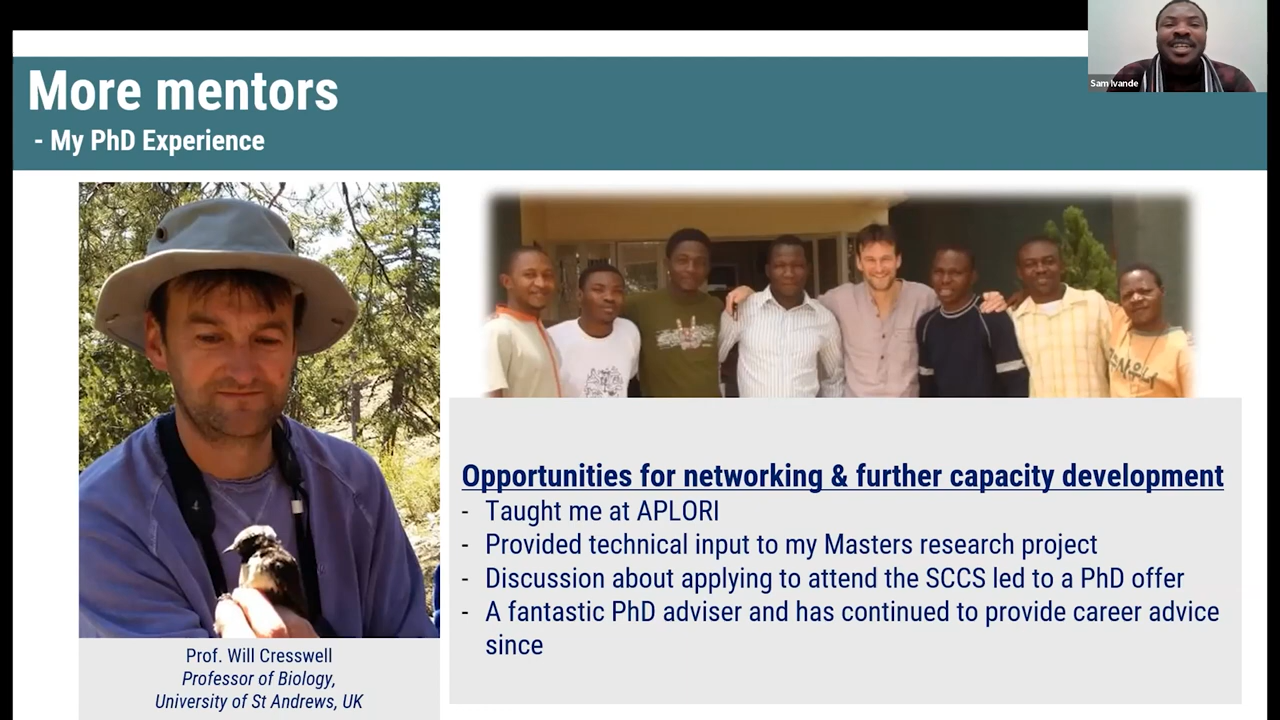 Sam Ivande
More mentors
- My PhD Experience
Opportunities for networking & further capacity development
- Taught me at APLORI
- Provided technical input to my Masters research project
- Discussion about applying to attend the SCCS led to a PhD offer
- A fantastic PhD adviser and has continued to provide career advice
since
Prof. Will Cresswell
Professor of Biology,
University of St Andrews, UK